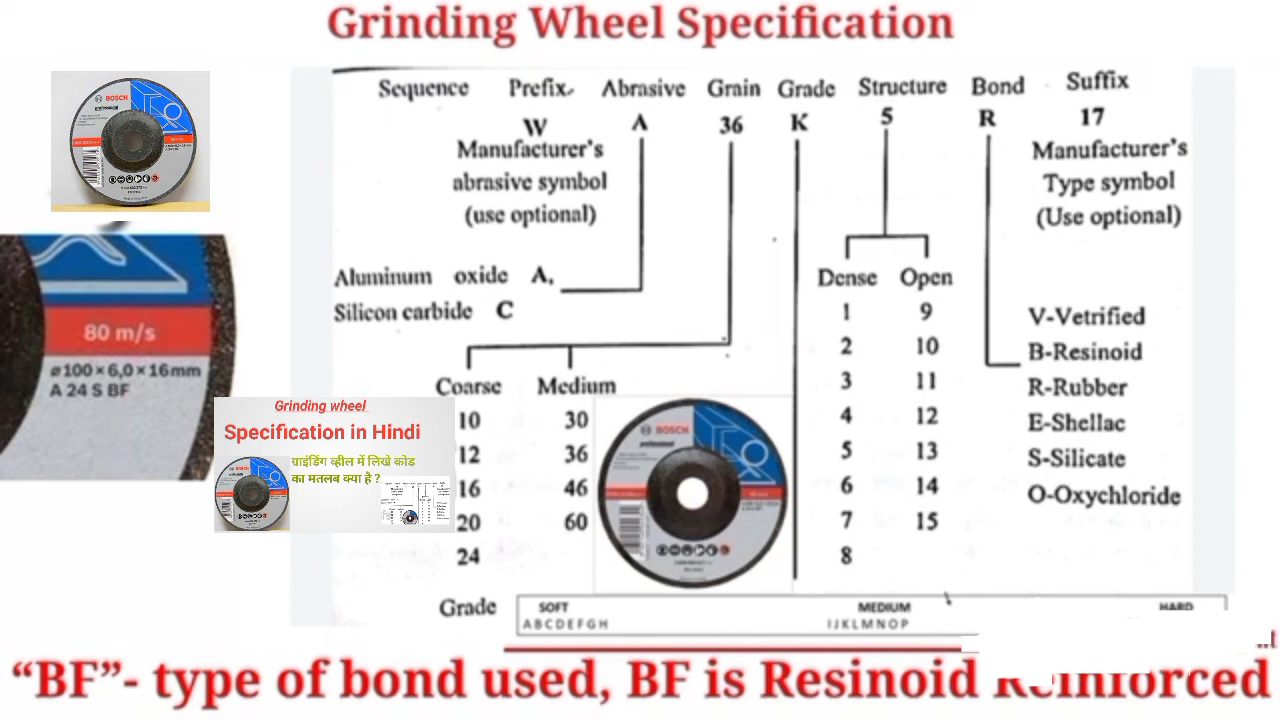 Grinding Wheel Specification
Sequence Prefix Abrasive Grain Grade Structure Bond Suffix
W A 36 K 5 R 17
Manufacturer's
abrasive symbol
(use optional)
Manufacturer's
Type symbol
(Use optional)
Aluminum oxide A.
Silicon carbide C
Dense Open
1 9
2 10
3 11
4 12
5 13
6 14
7 15
8
V-Vetrified
B-Resinoid
R-Rubber
E-Shellac
S-Silicate
O-Oxychloride
Coarse Medium
10 30
12 36
16 46
20 60
24
Grade
SOFT MEDIUM HARD
A B C D E F G H I J K L M N O P
BOSCH
80 m/s
ø100×6,0×16mm
A 24 S BF
Grinding wheel
Specification in Hindi
ग्राइंडिंग व्हील में लिखे कोड
का मतलब क्या है ?
BOSCH
"BF"- type of bond used, BF is Resinoid Reinforced